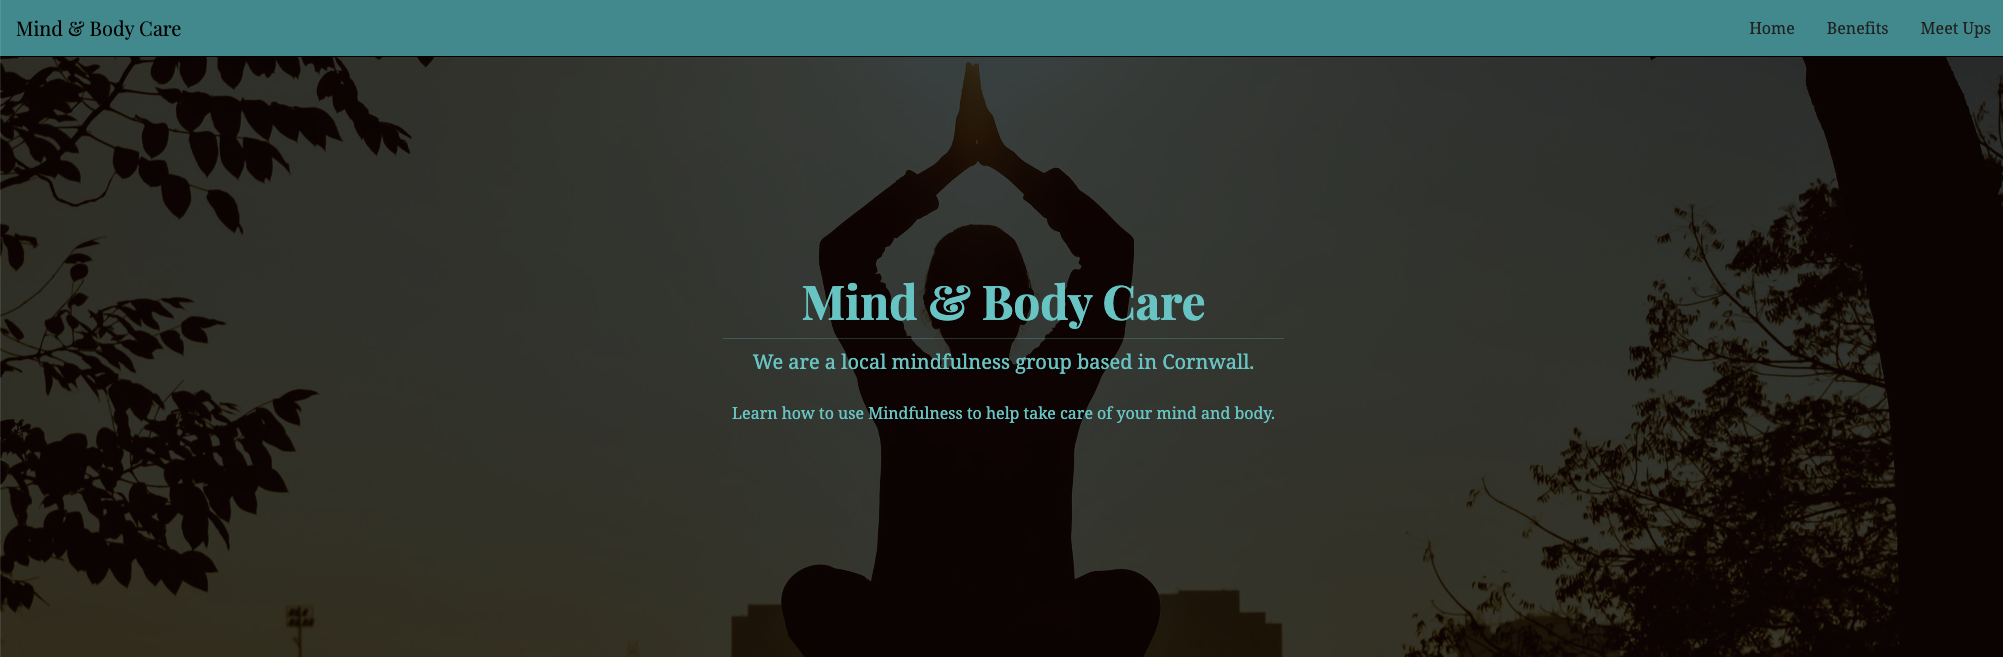 Mind & Body Care
Home Benefits Meet Ups
Mind & Body Care
We are a local mindfulness group based in Cornwall.
Learn how to use Mindfulness to help take care of your mind and body.